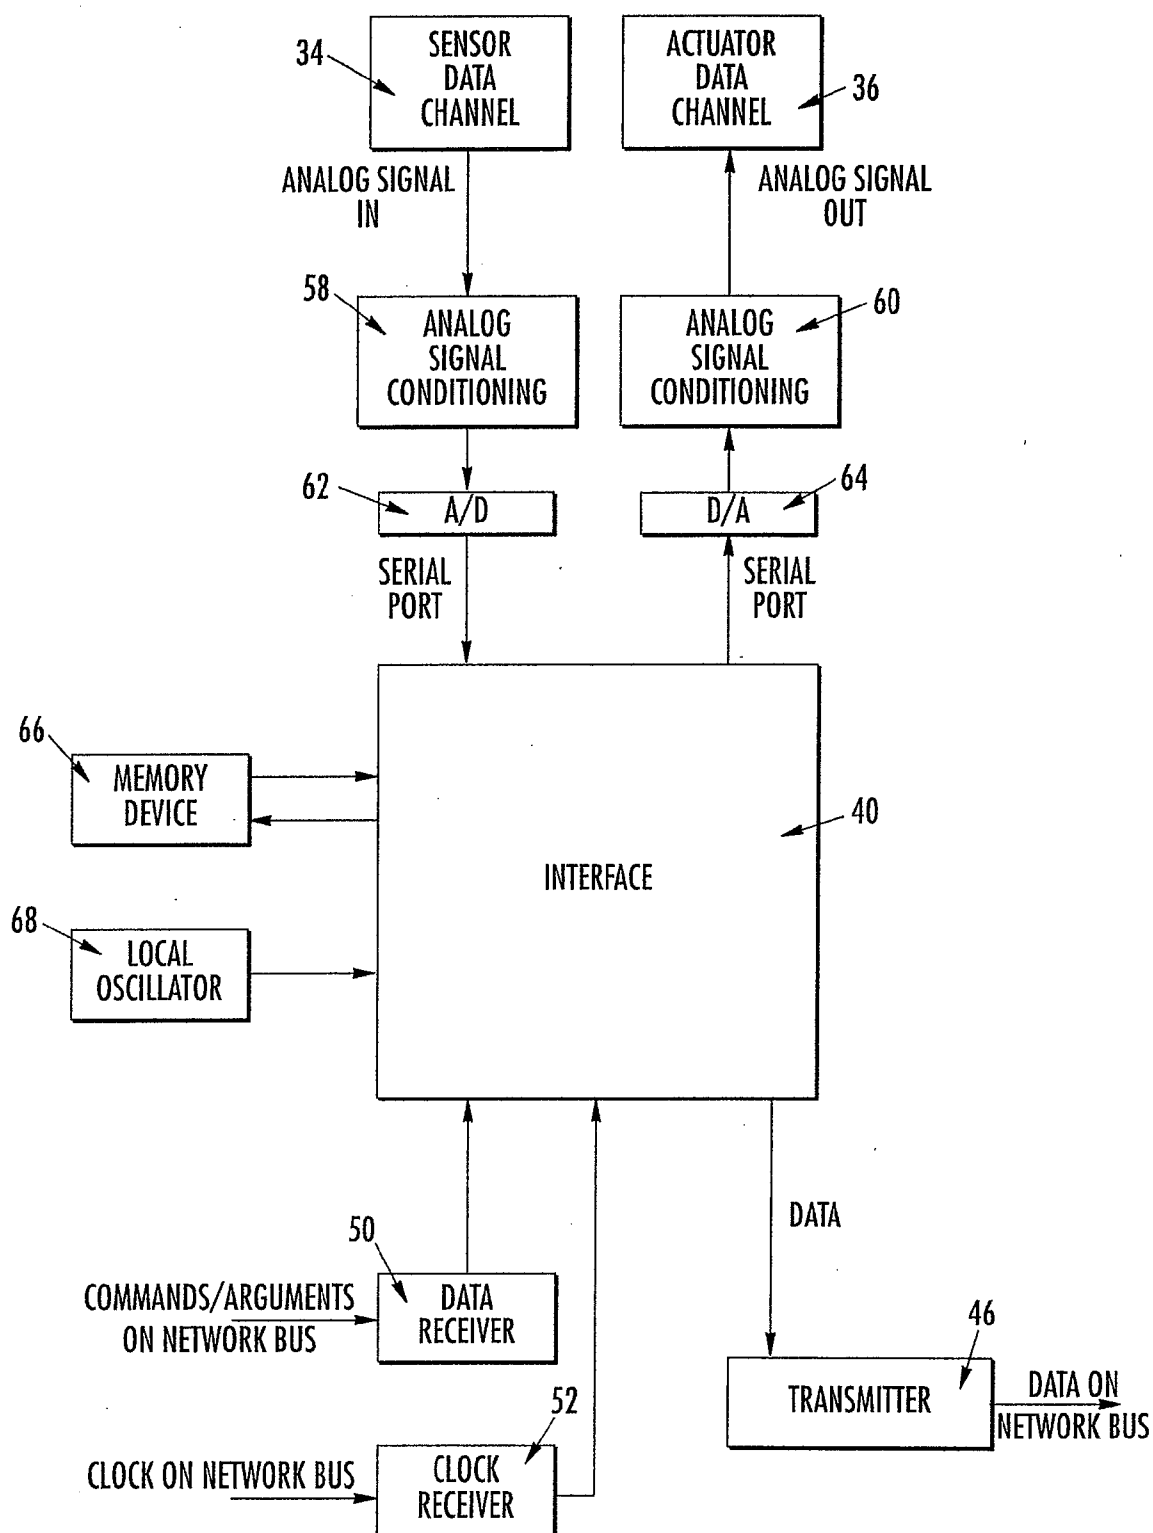 34
SENSOR
DATA
CHANNEL
ACTUATOR
DATA
CHANNEL
36
ANALOG SIGNAL
IN
ANALOG SIGNAL
OUT
58
ANALOG
SIGNAL
CONDITIONING
ANALOG
SIGNAL
CONDITIONING
60
62
A/D
D/A
64
SERIAL
PORT
SERIAL
PORT
66
MEMORY
DEVICE
40
INTERFACE
68
LOCAL
OSCILLATOR
DATA
50
COMMANDS/ARGUMENTS
ON NETWORK BUS
DATA
RECEIVER
46
TRANSMITTER
DATA ON
NETWORK BUS
52
CLOCK ON NETWORK BUS
CLOCK
RECEIVER